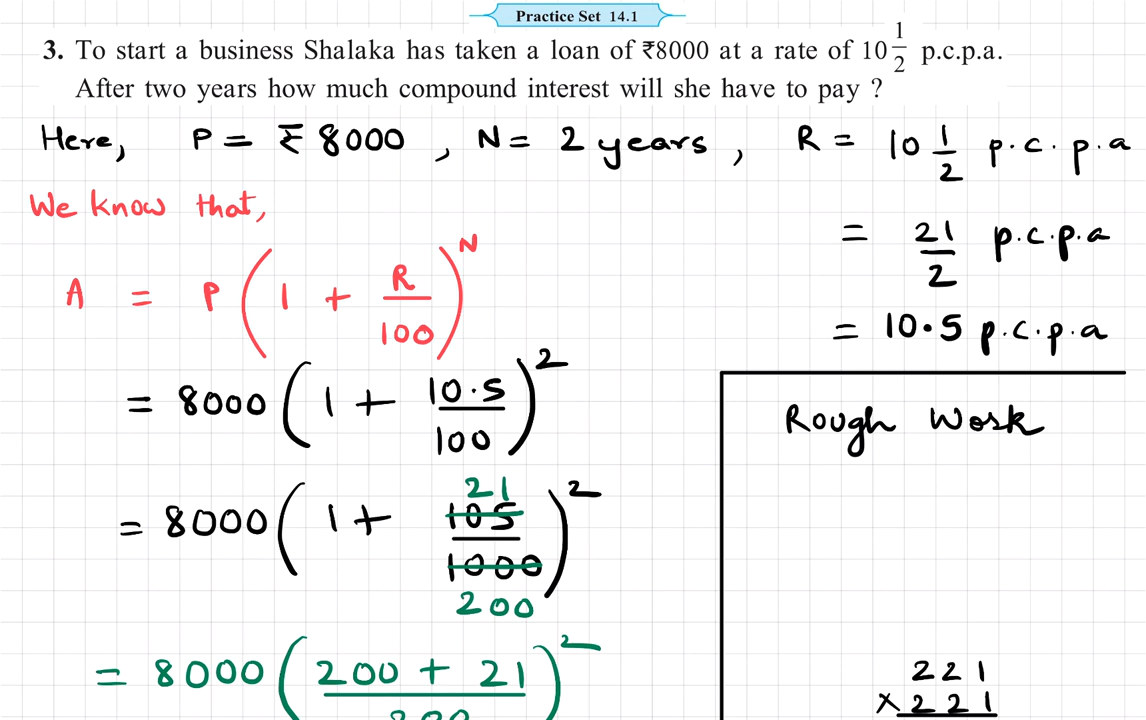 Practice Set 14.1
3. To start a business Shalaka has taken a loan of ₹8000 at a rate of 10 1/2 p.c.p.a.
After two years how much compound interest will she have to pay ?
Here, P = ₹ 8000 , N = 2 years , R = 10 1/2 p.c.p.a
= 21/2 p.c.p.a
= 10.5 p.c.p.a
We know that,
A = P ( 1 + R/100 )^N
= 8000 ( 1 + 10.5/100 )^2
= 8000 ( 1 + 105/1000 )^2
21
200
= 8000 ( 200 + 21 / 200 )^2
Rough Work
221
×221